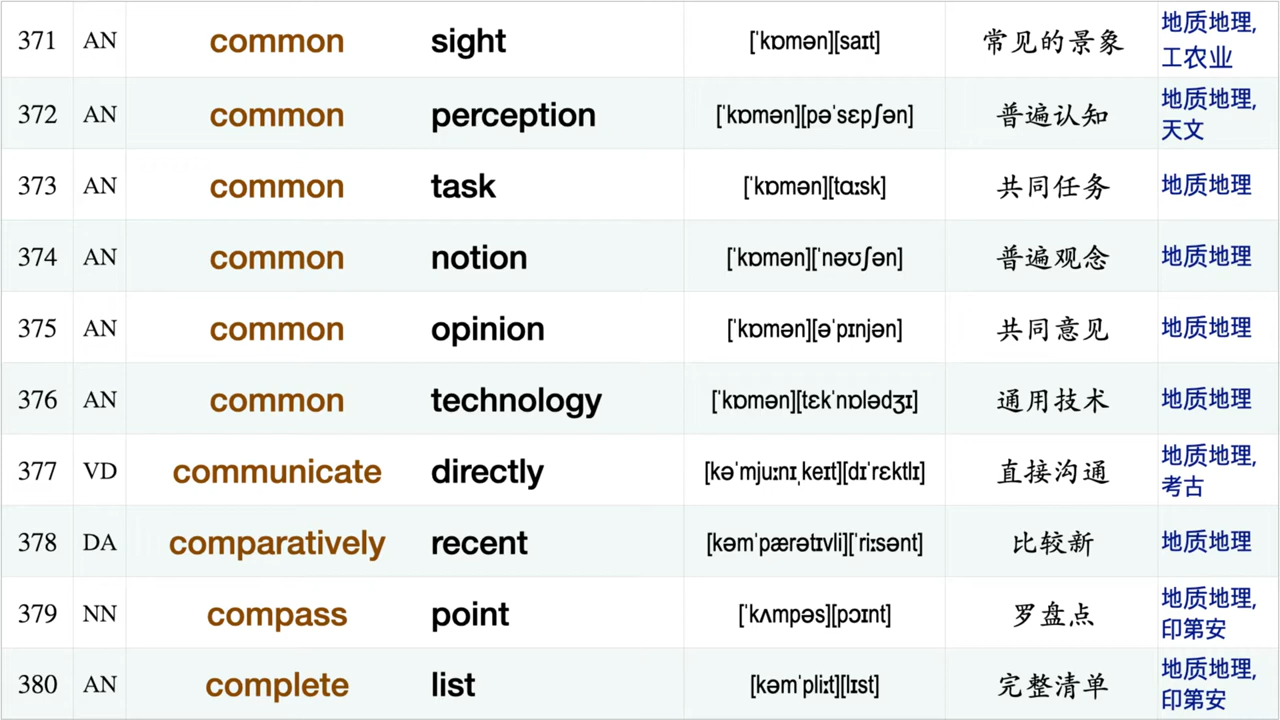 371 AN common sight [ˈkɒmən][saɪt] 常见的景象 地质地理,
工农业
372 AN common perception [ˈkɒmən][pəˈsɛpʃən] 普遍认知 地质地理,
天文
373 AN common task [ˈkɒmən][tɑːsk] 共同任务 地质地理
374 AN common notion [ˈkɒmən][ˈnəʊʃən] 普遍观念 地质地理
375 AN common opinion [ˈkɒmən][əˈpɪnjən] 共同意见 地质地理
376 AN common technology [ˈkɒmən][tɛkˈnɒlədʒɪ] 通用技术 地质地理
377 VD communicate directly [kəˈmjuːnɪˌkeɪt][dɪˈrɛktlɪ] 直接沟通 地质地理,
考古
378 DA comparatively recent [kəmˈpærətɪvli][ˈriːsənt] 比较新 地质地理
379 NN compass point [ˈkʌmpəs][pɔɪnt] 罗盘点 地质地理,
印第安
380 AN complete list [kəmˈpliːt][lɪst] 完整清单 地质地理,
印第安